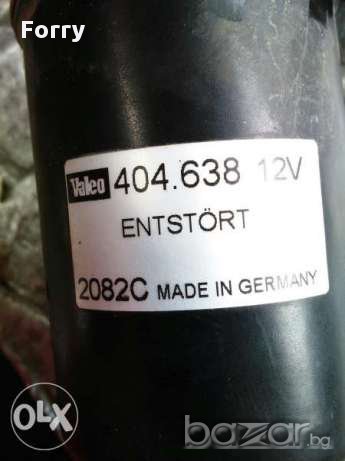 Forry
Valeo 404.638 12V
ENTSTÖRT
2082C MADE IN GERMANY
OLX
bazar.bg